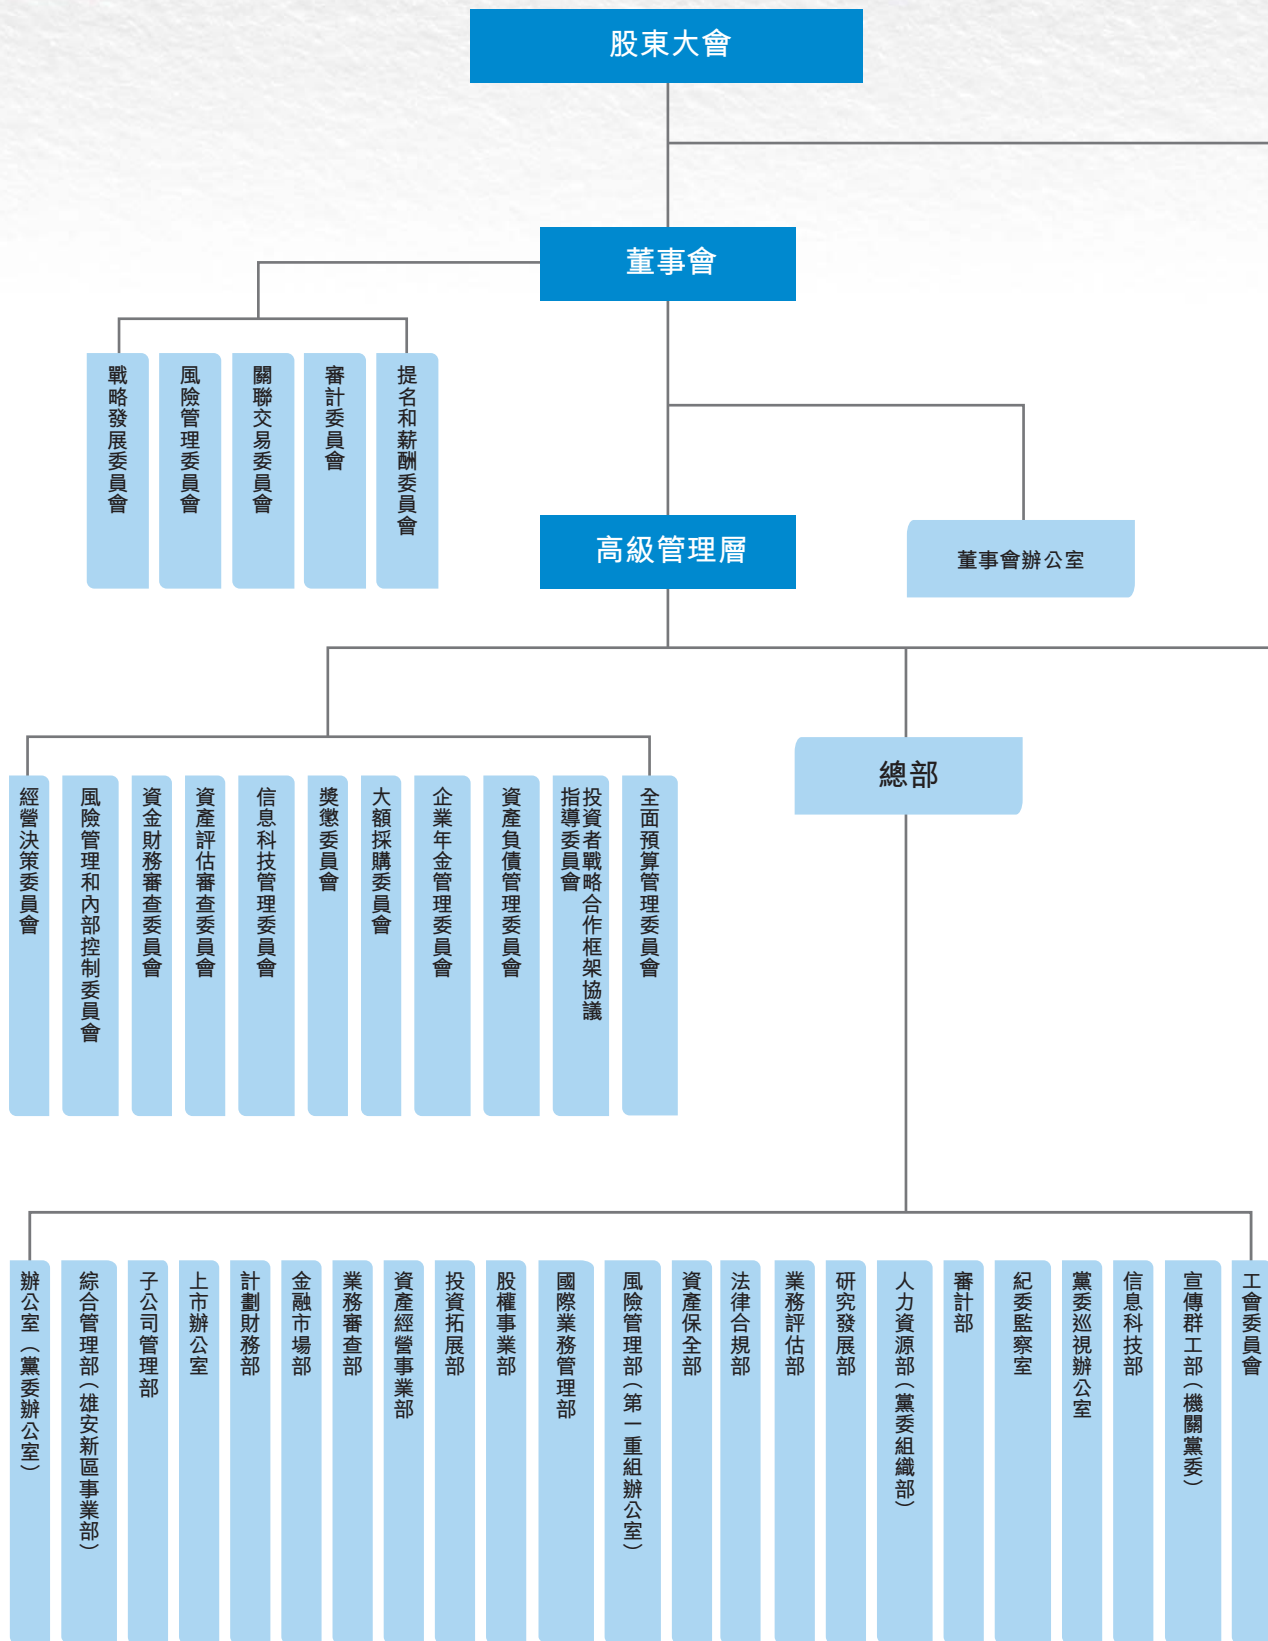 股東大會
董事會
戰略發展委員會
風險管理委員會
關聯交易委員會
審計委員會
提名和薪酬委員會
高級管理層
董事會辦公室
總部
經營決策委員會
風險管理和內部控制委員會
資金財務審查委員會
資產評估審查委員會
信息科技管理委員會
獎懲委員會
大額採購委員會
企業年金管理委員會
資產負債管理委員會
投資者戰略合作框架協議
指導委員會
全面預算管理委員會
辦公室（黨委辦公室）
綜合管理部（雄安新區事業部）
子公司管理部
上市辦公室
計劃財務部
金融市場部
業務審查部
資產經營事業部
投資拓展部
股權事業部
國際業務管理部
風險管理部（第一重組辦公室）
資產保全部
法律合規部
業務評估部
研究發展部
人力資源部（黨委組織部）
審計部
紀委監察室
黨委巡視辦公室
信息科技部
宣傳群工部（機關黨委）
工會委員會